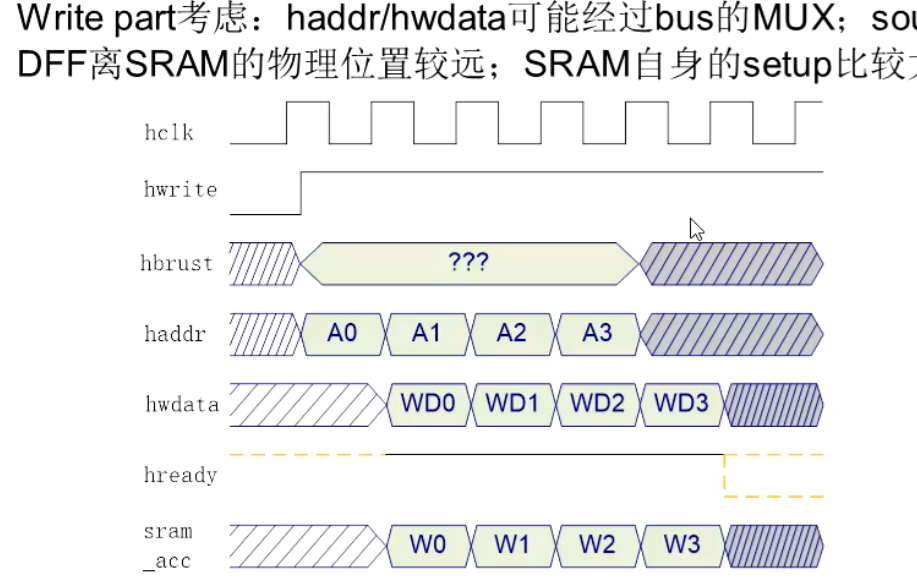 Write part考虑：haddr/hwdata可能经过bus的MUX；
DFF离SRAM的物理位置较远；SRAM自身的setup比较
hclk
hwrite
hbrust ???
haddr A0 A1 A2 A3
hwdata WD0 WD1 WD2 WD3
hready
sram
_acc W0 W1 W2 W3